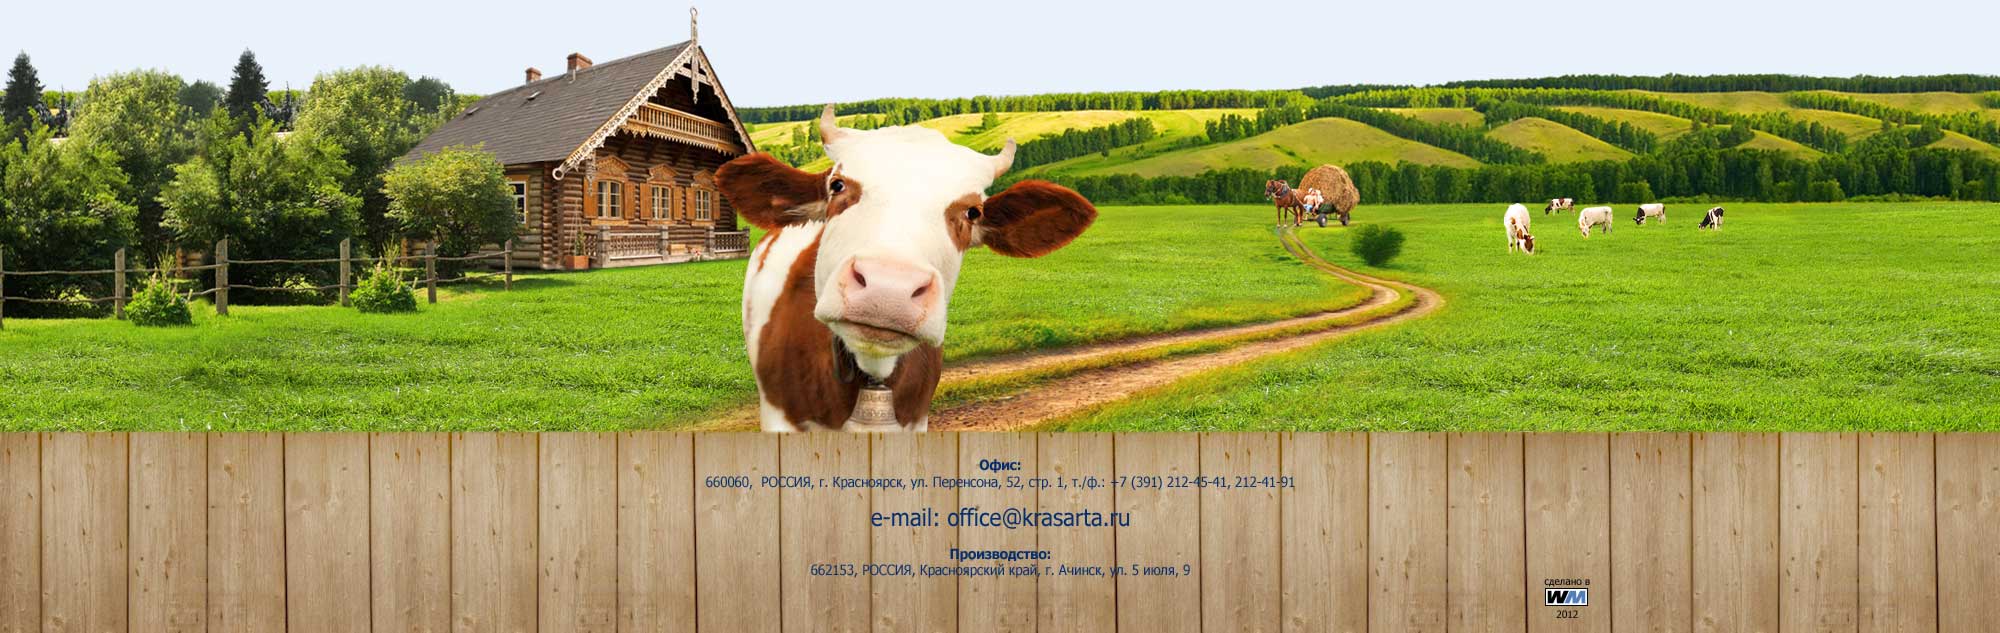 Офис:
660060, РОССИЯ, г. Красноярск, ул. Перенсона, 52, стр. 1, т./ф.: +7 (391) 212-45-41, 212-41-91
e-mail: office@krasarta.ru
Производство:
662153, РОССИЯ, Красноярский край, г. Ачинск, ул. 5 июля, 9
сделано в
WM
2012